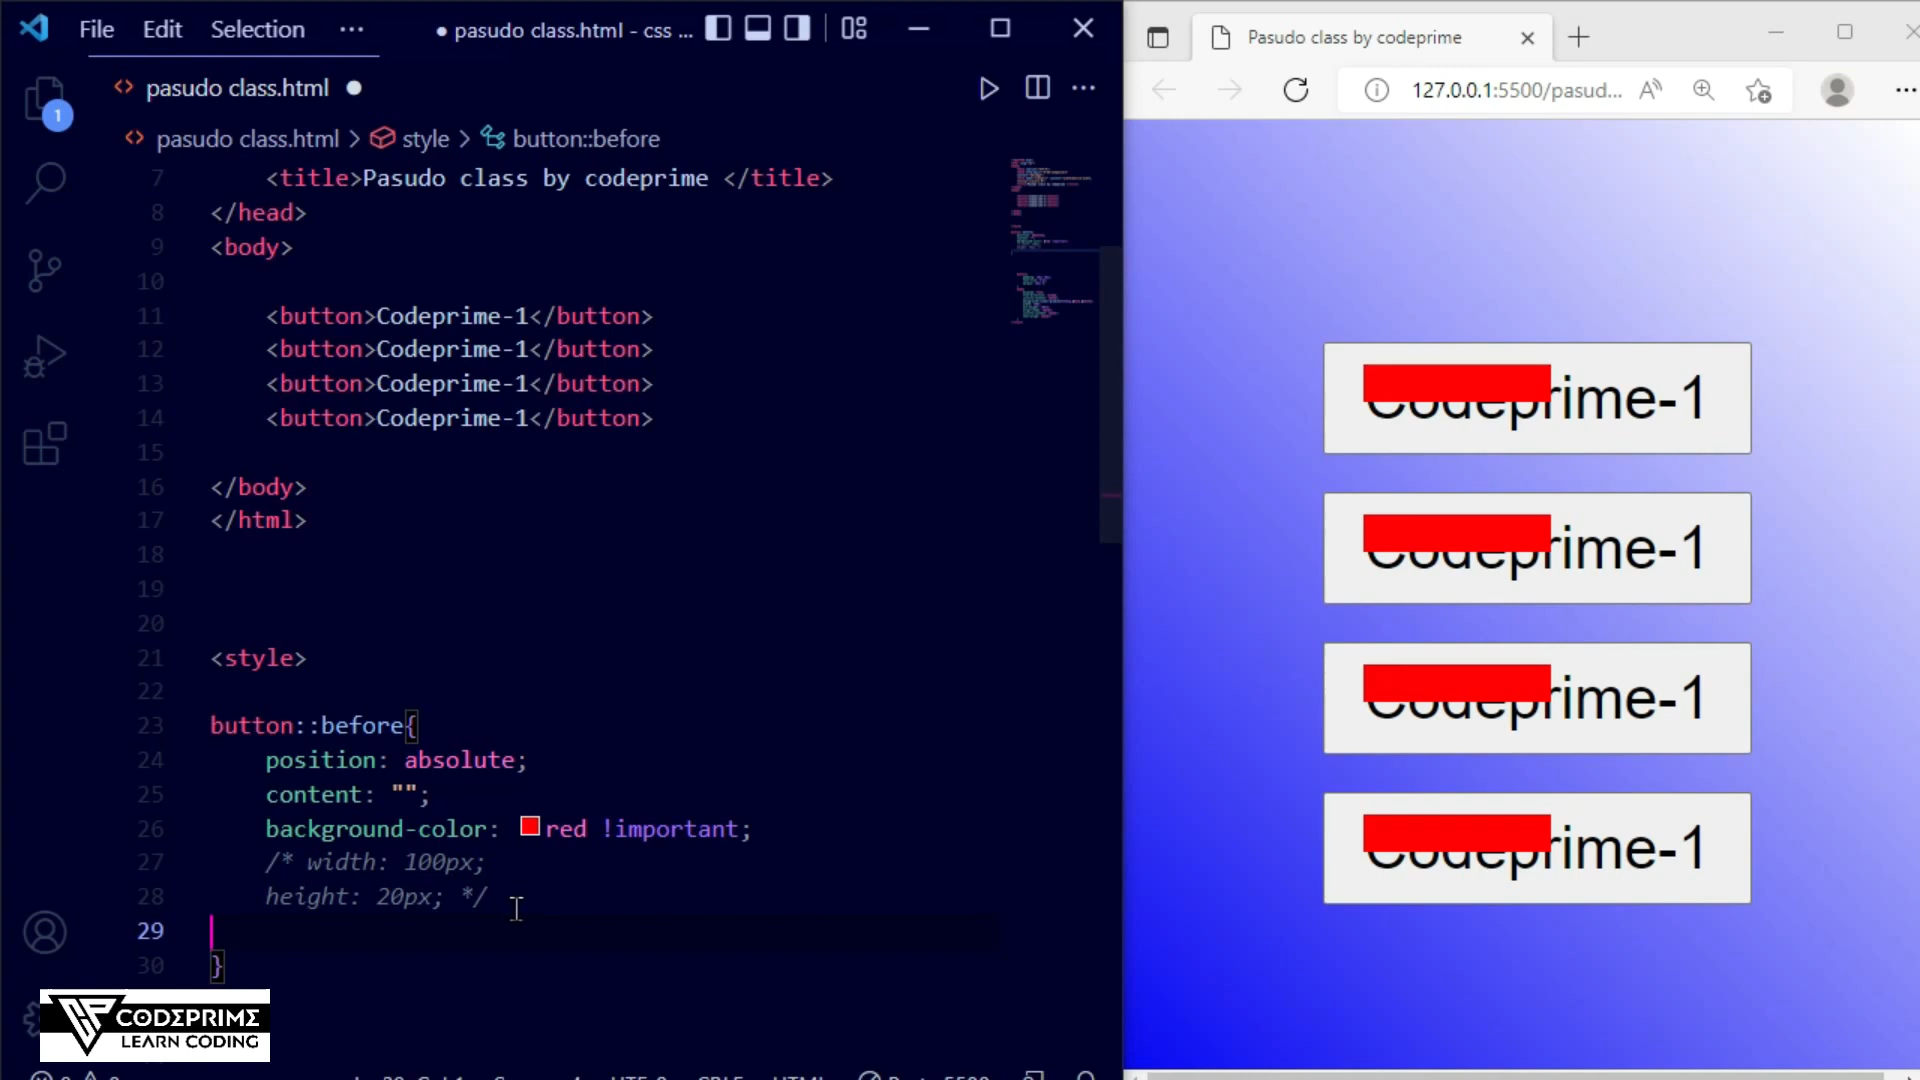 File Edit Selection ···
● pasudo class.html - css ...
pasudo class.html ●
1
pasudo class.html > style > button::before
7 <title>Pasudo class by codeprime </title>
8 </head>
9 <body>
10
11 <button>Codeprime-1</button>
12 <button>Codeprime-1</button>
13 <button>Codeprime-1</button>
14 <button>Codeprime-1</button>
15
16 </body>
17 </html>
18
19
20
21 <style>
22
23 button::before{
24 position: absolute;
25 content: "";
26 background-color: red !important;
27 /* width: 100px;
28 height: 20px; */
29
30 }
CODΣPRIMΣ
LEARN CODING
Pasudo class by codeprime
127.0.0.1:5500/pasud...
Codeprime-1
Codeprime-1
Codeprime-1
Codeprime-1